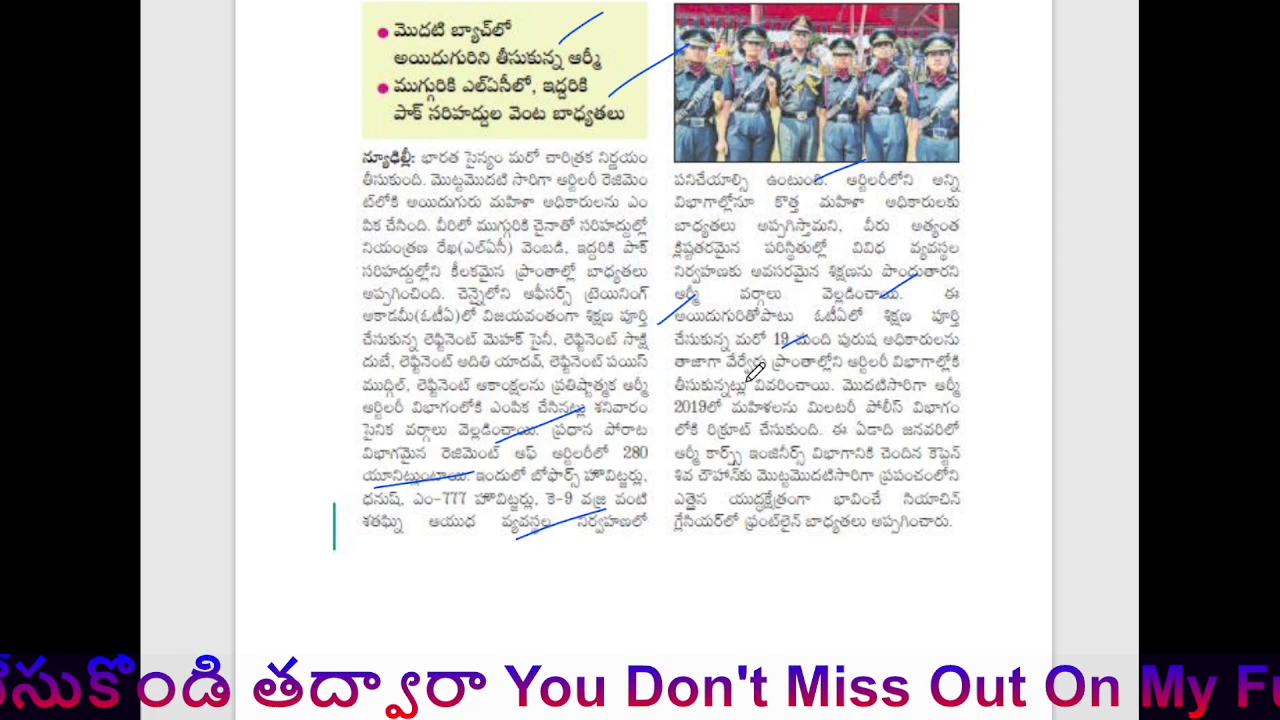 మొదటి బ్యాచ్‌లో
అయిదుగురిని తీసుకున్న ఆర్మీ
ముగ్గురికి ఎల్ఏసీలో, ఇద్దరికి
పాక్ సరిహద్దుల వెంట బాధ్యతలు
న్యూఢిల్లీ: భారత సైన్యం మరో చారిత్రక నిర్ణయం
తీసుకుంది. మొట్టమొదటి సారిగా ఆర్టిలరీ రెజిమెం
ట్‌లోకి అయిదుగురు మహిళా అధికారులను ఎం
పిక చేసింది. వీరిలో ముగ్గురికి చైనాతో సరిహద్దుల్లో
నియంత్రణ రేఖ(ఎల్ఏసీ) వెంబడి, ఇద్దరికి పాక్
సరిహద్దుల్లోని కీలకమైన ప్రాంతాల్లో బాధ్యతలు
అప్పగించింది. చెన్నైలోని ఆఫీసర్స్ ట్రెయినింగ్
అకాడమీ(ఓటీఏ)లో విజయవంతంగా శిక్షణ పూర్తి
చేసుకున్న లెఫ్టినెంట్ మెహక్ సైనీ, లెఫ్టినెంట్ సాక్షి
దుబే, లెఫ్టినెంట్ అదితి యాదవ్, లెఫ్టినెంట్ పయిస్
ముద్గిల్, లెఫ్టినెంట్ ఆకాంక్షలను ప్రతిష్ఠాత్మక ఆర్మీ
ఆర్టిలరీ విభాగంలోకి ఎంపిక చేసినట్లు శనివారం
సైనిక వర్గాలు వెల్లడించాయి. ప్రధాన పోరాట
విభాగమైన రెజిమెంట్ ఆఫ్ ఆర్టిలరీలో 280
యూనిట్లుంటాయి. ఇందులో బోఫార్స్ హొవిట్జర్లు,
ధనుష్, ఎం-777 హొవిట్జర్లు, కె-9 వజ్ర వంటి
శతఘ్ని ఆయుధ వ్యవస్థల నిర్వహణలో
పనిచేయాల్సి ఉంటుంది. ఆర్టిలరీలోని అన్ని
విభాగాల్లోనూ కొత్త మహిళా అధికారులకు
బాధ్యతలు అప్పగిస్తామని, వీరు అత్యంత
క్లిష్టతరమైన పరిస్థితుల్లో వివిధ వ్యవస్థల
నిర్వహణకు అవసరమైన శిక్షణను పొందుతారని
ఆర్మీ వర్గాలు వెల్లడించాయి. ఈ
అయిదుగురితోపాటు ఓటీఏలో శిక్షణ పూర్తి
చేసుకున్న మరో 19 మంది పురుష అధికారులను
తాజాగా వేర్వేరు ప్రాంతాల్లోని ఆర్టిలరీ విభాగాల్లోకి
తీసుకున్నట్లు వివరించాయి. మొదటిసారిగా ఆర్మీ
2019లో మహిళలను మిలటరీ పోలీస్ విభాగం
లోకి రిక్రూట్ చేసుకుంది. ఈ ఏడాది జనవరిలో
ఆర్మీ కార్ప్స్ ఇంజినీర్స్ విభాగానికి చెందిన కెప్టెన్
శివ చౌహాన్‌కు మొట్టమొదటిసారిగా ప్రపంచంలోని
ఎత్తైన యుద్ధక్షేత్రంగా భావించే సియాచిన్
గ్లేసియర్‌లో ఫ్రంట్‌లైన్ బాధ్యతలు అప్పగించారు.
చేసుకొండి తద్వారా You Don't Miss Out On My Fu